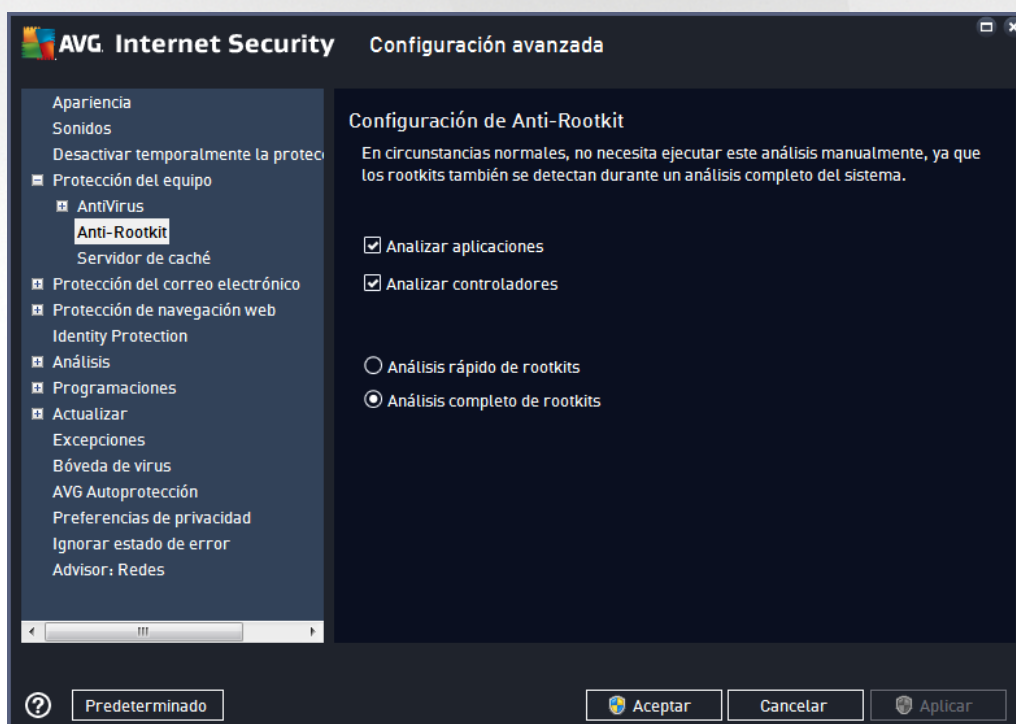 AVG. Internet Security Configuración avanzada
Apariencia
Sonidos
Desactivar temporalmente la protec
Protección del equipo
AntiVirus
Anti-Rootkit
Servidor de caché
Protección del correo electrónico
Protección de navegación web
Identity Protection
Análisis
Programaciones
Actualizar
Excepciones
Bóveda de virus
AVG Autoprotección
Preferencias de privacidad
Ignorar estado de error
Advisor: Redes
Configuración de Anti-Rootkit
En circunstancias normales, no necesita ejecutar este análisis manualmente, ya que
los rootkits también se detectan durante un análisis completo del sistema.
Analizar aplicaciones
Analizar controladores
Análisis rápido de rootkits
Análisis completo de rootkits
?
Predeterminado
Aceptar
Cancelar
Aplicar